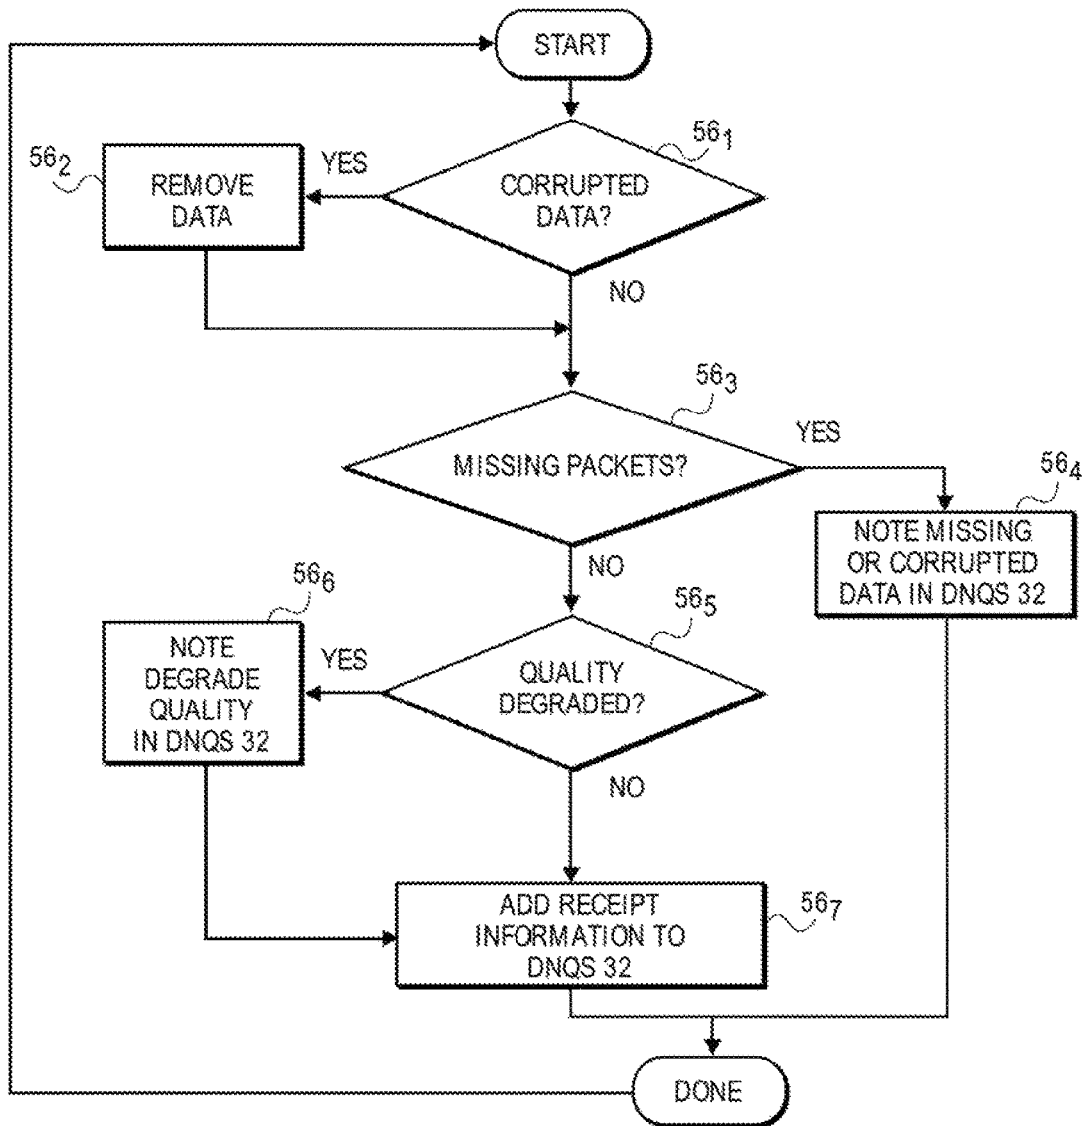 START
56₁
56₂
YES
CORRUPTED
DATA?
REMOVE
DATA
NO
56₃
YES
MISSING PACKETS?
56₄
NOTE MISSING
OR CORRUPTED
DATA IN DNQS 32
NO
56₆
56₅
YES
NOTE
DEGRADE
QUALITY
IN DNQS 32
QUALITY
DEGRADED?
NO
ADD RECEIPT
INFORMATION TO
DNQS 32
56₇
DONE